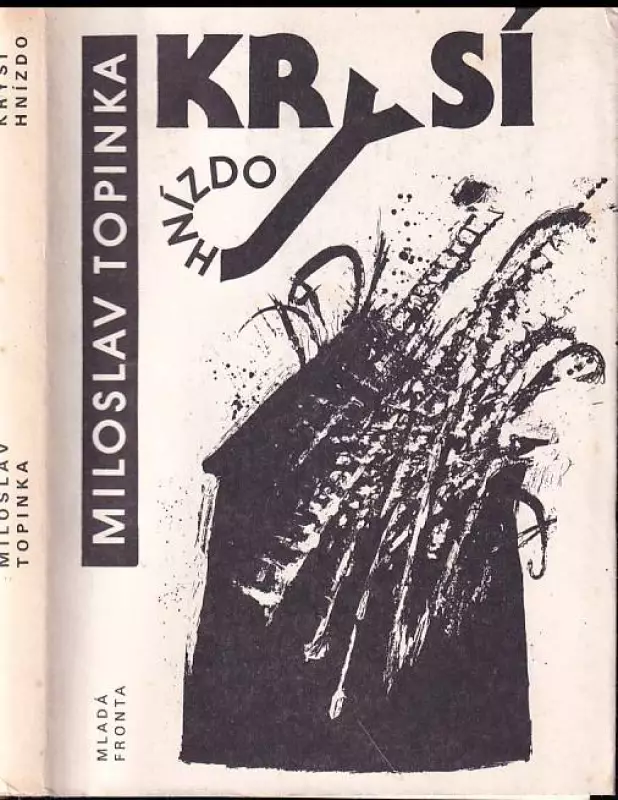 KRYSÍ
HNÍZDO
MILOSLAV TOPINKA
MLADÁ
FRONTA
KRYSÍ
HNÍZDO
MILOSLAV
TOPINKA